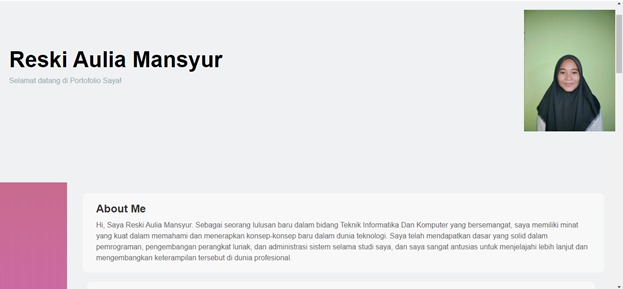 Reski Aulia Mansyur
Selamat datang di Portofolio Saya!
About Me
Hi, Saya Reski Aulia Mansyur. Sebagai seorang lulusan baru dalam bidang Teknik Informatika Dan Komputer yang bersemangat, saya memiliki minat
yang kuat dalam memahami dan menerapkan konsep-konsep baru dalam dunia teknologi. Saya telah mendapatkan dasar yang solid dalam
pemrograman, pengembangan perangkat lunak, dan administrasi sistem selama studi saya, dan saya sangat antusias untuk menjelajahi lebih lanjut dan
mengembangkan keterampilan tersebut di dunia profesional.